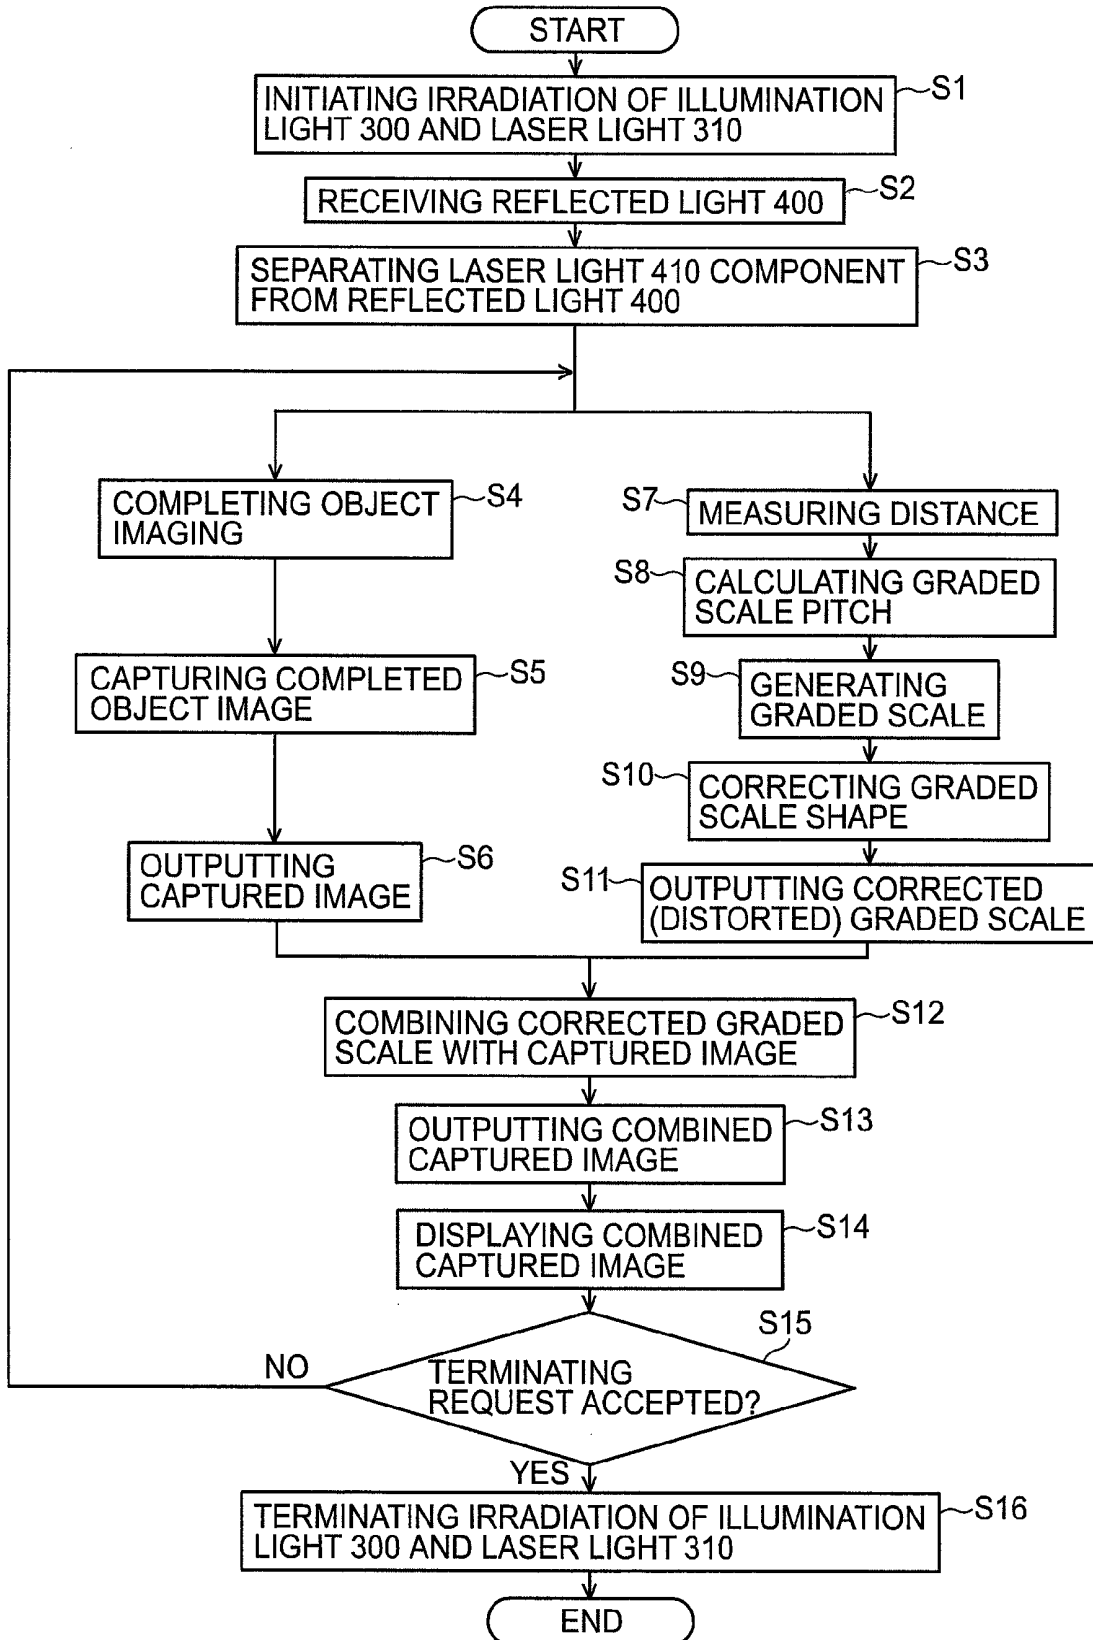 START
INITIATING IRRADIATION OF ILLUMINATION
LIGHT 300 AND LASER LIGHT 310
S1
RECEIVING REFLECTED LIGHT 400
S2
SEPARATING LASER LIGHT 410 COMPONENT
FROM REFLECTED LIGHT 400
S3
COMPLETING OBJECT
IMAGING
S4
CAPTURING COMPLETED
OBJECT IMAGE
S5
OUTPUTTING
CAPTURED IMAGE
S6
S7
MEASURING DISTANCE
S8
CALCULATING GRADED
SCALE PITCH
S9
GENERATING
GRADED SCALE
S10
CORRECTING GRADED
SCALE SHAPE
S11
OUTPUTTING CORRECTED
(DISTORTED) GRADED SCALE
COMBINING CORRECTED GRADED
SCALE WITH CAPTURED IMAGE
S12
OUTPUTTING COMBINED
CAPTURED IMAGE
S13
DISPLAYING COMBINED
CAPTURED IMAGE
S14
S15
NO
TERMINATING
REQUEST ACCEPTED?
YES
TERMINATING IRRADIATION OF ILLUMINATION
LIGHT 300 AND LASER LIGHT 310
S16
END